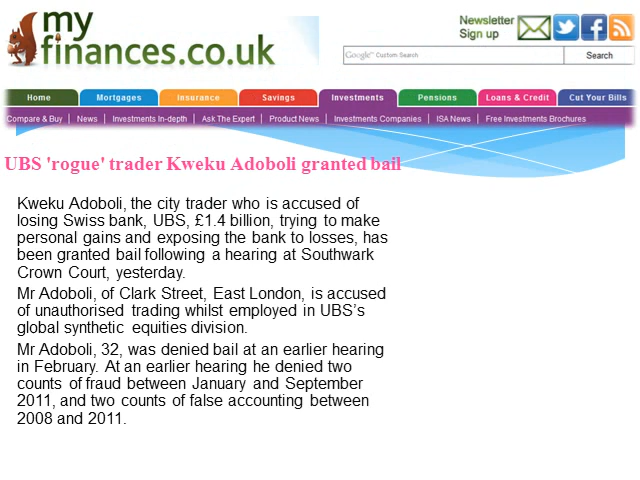 my
finances.co.uk
Newsletter
Sign up
Google™ Custom Search
Search
Home
Mortgages
Insurance
Savings
Investments
Pensions
Loans & Credit
Cut Your Bills
Compare & Buy | News | Investments In-depth | Ask The Expert | Product News | Investments Companies | ISA News | Free Investments Brochures
UBS 'rogue' trader Kweku Adoboli granted bail
Kweku Adoboli, the city trader who is accused of
losing Swiss bank, UBS, £1.4 billion, trying to make
personal gains and exposing the bank to losses, has
been granted bail following a hearing at Southwark
Crown Court, yesterday.
Mr Adoboli, of Clark Street, East London, is accused
of unauthorised trading whilst employed in UBS’s
global synthetic equities division.
Mr Adoboli, 32, was denied bail at an earlier hearing
in February. At an earlier hearing he denied two
counts of fraud between January and September
2011, and two counts of false accounting between
2008 and 2011.